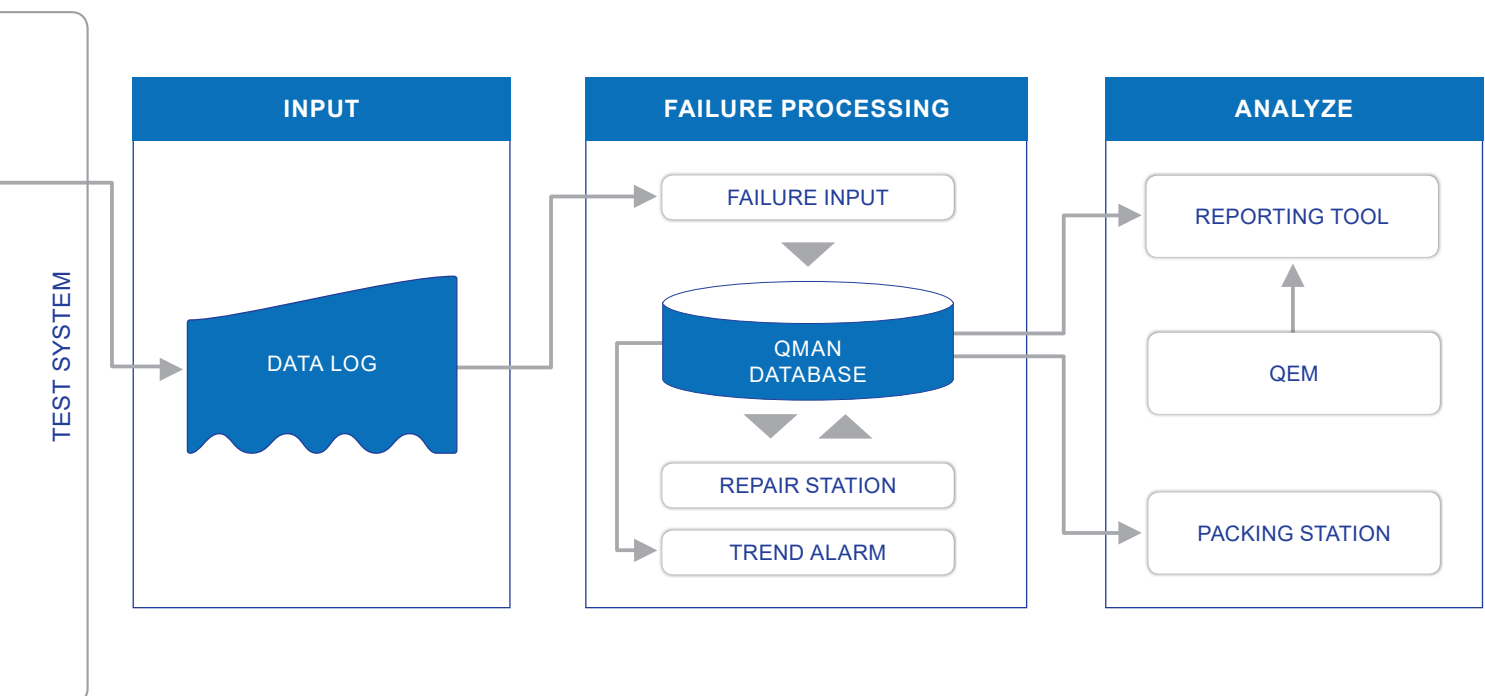 TEST SYSTEM
INPUT
DATA LOG
FAILURE PROCESSING
FAILURE INPUT
QMAN
DATABASE
REPAIR STATION
TREND ALARM
ANALYZE
REPORTING TOOL
QEM
PACKING STATION